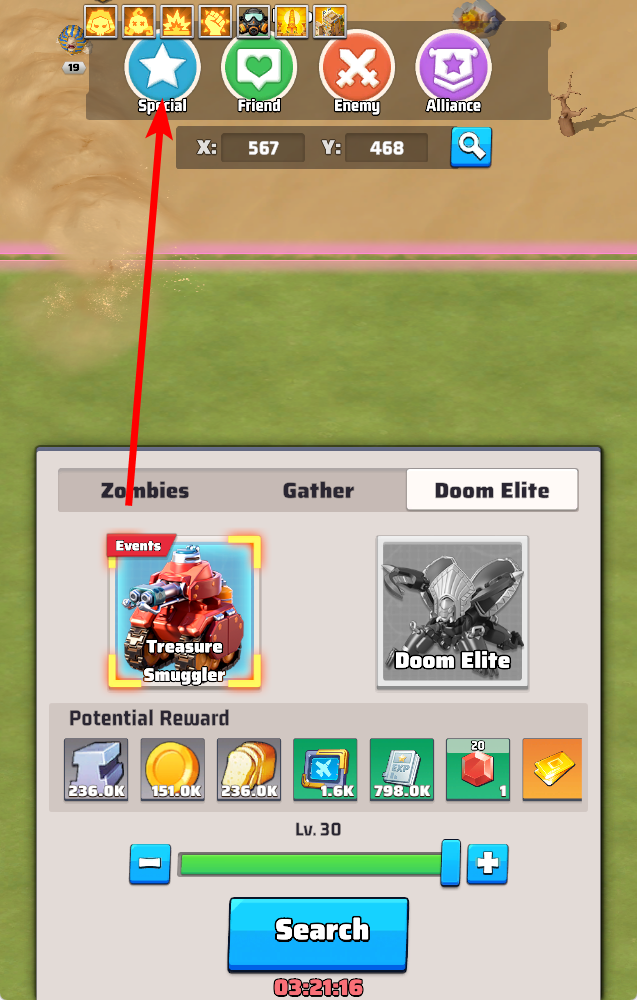 19
Special
Friend
Enemy
Alliance
X: 567 Y: 468
Zombies
Gather
Doom Elite
Events
Treasure
Smuggler
Doom Elite
Potential Reward
236.0K
151.0K
236.0K
1.6K
EXP
798.0K
20
1
Lv. 30
Search
03:21:16